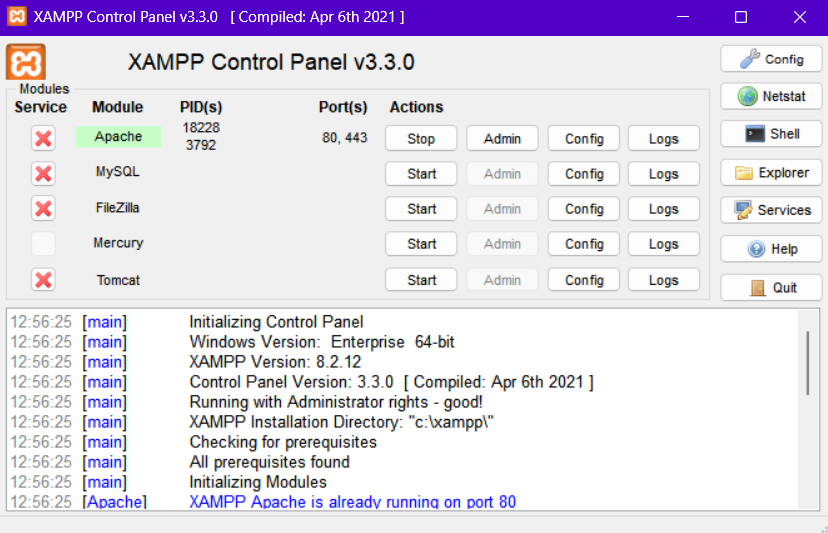 XAMPP Control Panel v3.3.0 [ Compiled: Apr 6th 2021 ]
XAMPP Control Panel v3.3.0
Config
Modules
Service Module PID(s) Port(s) Actions
Netstat
Apache 18228 3792 80, 443 Stop Admin Config Logs
Shell
MySQL Start Admin Config Logs
Explorer
FileZilla Start Admin Config Logs
Services
Mercury Start Admin Config Logs
Help
Tomcat Start Admin Config Logs
Quit
12:56:25 [main] Initializing Control Panel
12:56:25 [main] Windows Version: Enterprise 64-bit
12:56:25 [main] XAMPP Version: 8.2.12
12:56:25 [main] Control Panel Version: 3.3.0 [ Compiled: Apr 6th 2021 ]
12:56:25 [main] Running with Administrator rights - good!
12:56:25 [main] XAMPP Installation Directory: "c:\xampp\"
12:56:25 [main] Checking for prerequisites
12:56:25 [main] All prerequisites found
12:56:25 [main] Initializing Modules
12:56:25 [Apache] XAMPP Apache is already running on port 80